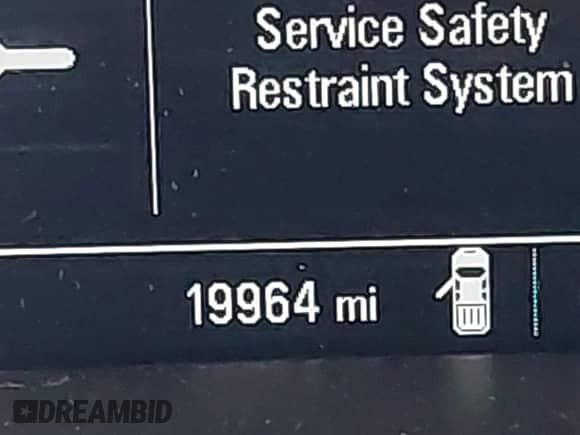 Service Safety
Restraint System
19964 mi
DREAMBID